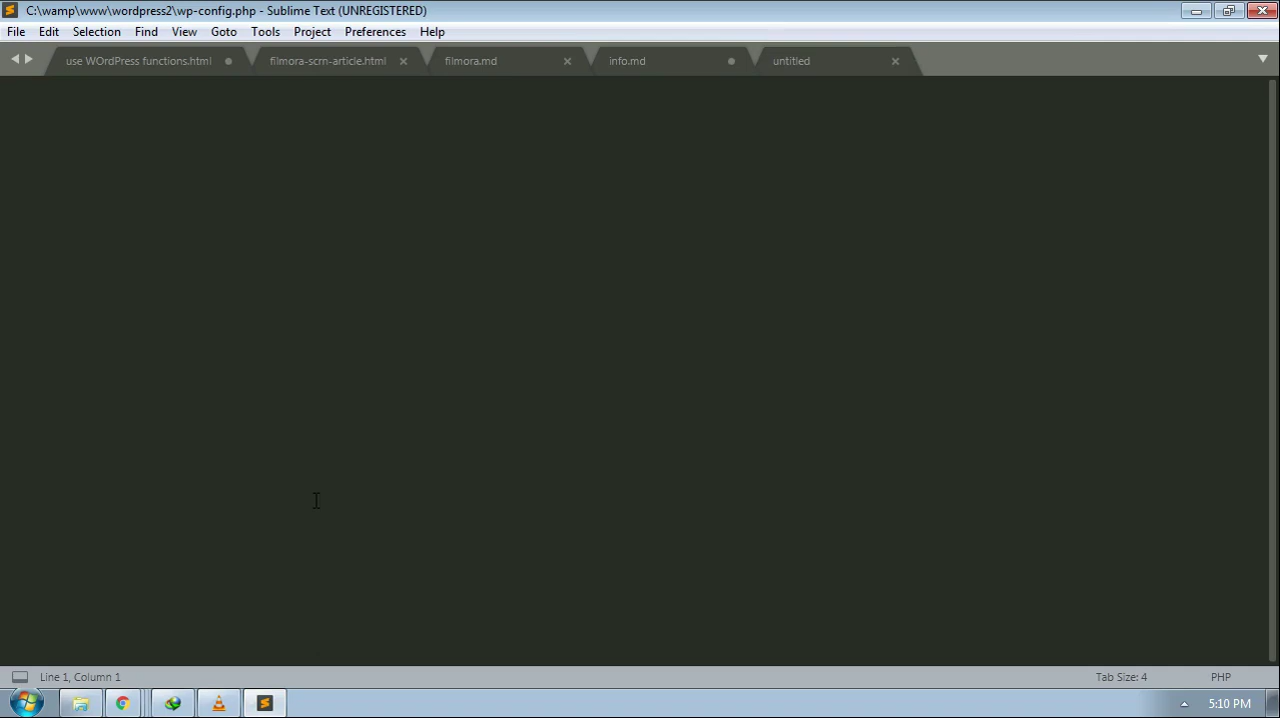 C:\wamp\www\wordpress2\wp-config.php - Sublime Text (UNREGISTERED)
File Edit Selection Find View Goto Tools Project Preferences Help
use WOrdPress functions.html filmora-scrn-article.html filmora.md info.md untitled
Line 1, Column 1 Tab Size: 4 PHP
5:10 PM